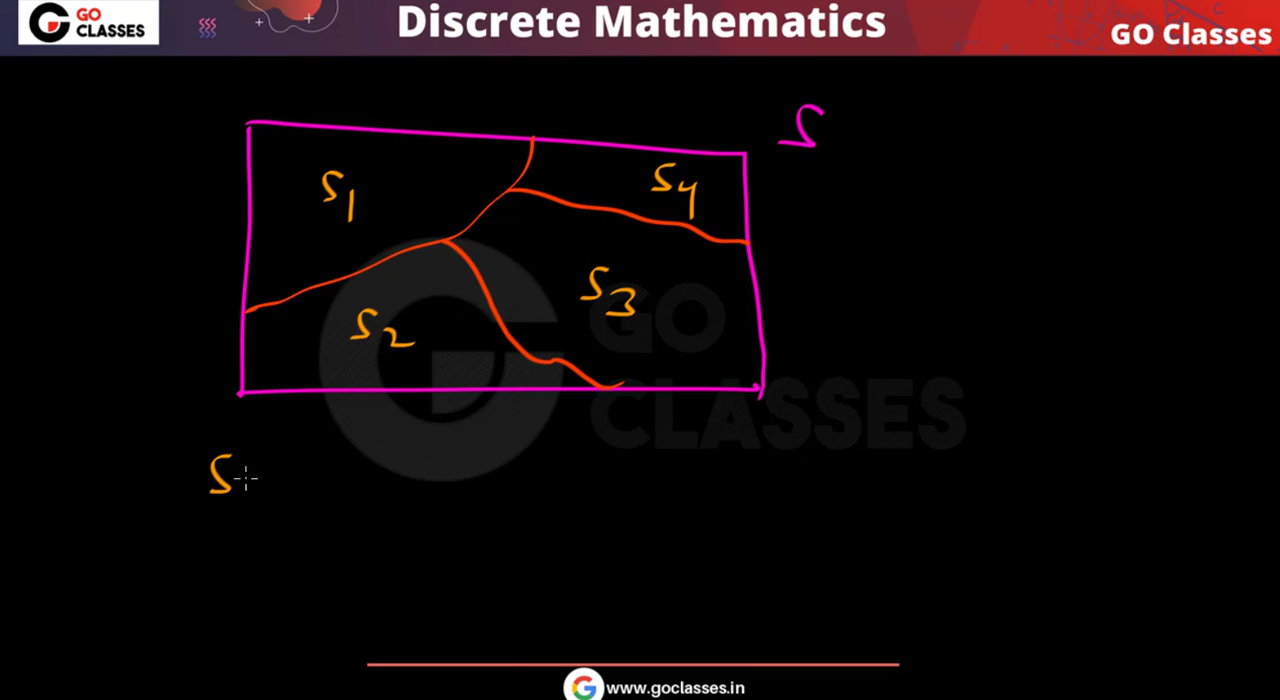 GO
CLASSES
Discrete Mathematics
GO Classes
S
S1
S4
S3
S2
GO
CLASSES
S
www.goclasses.in